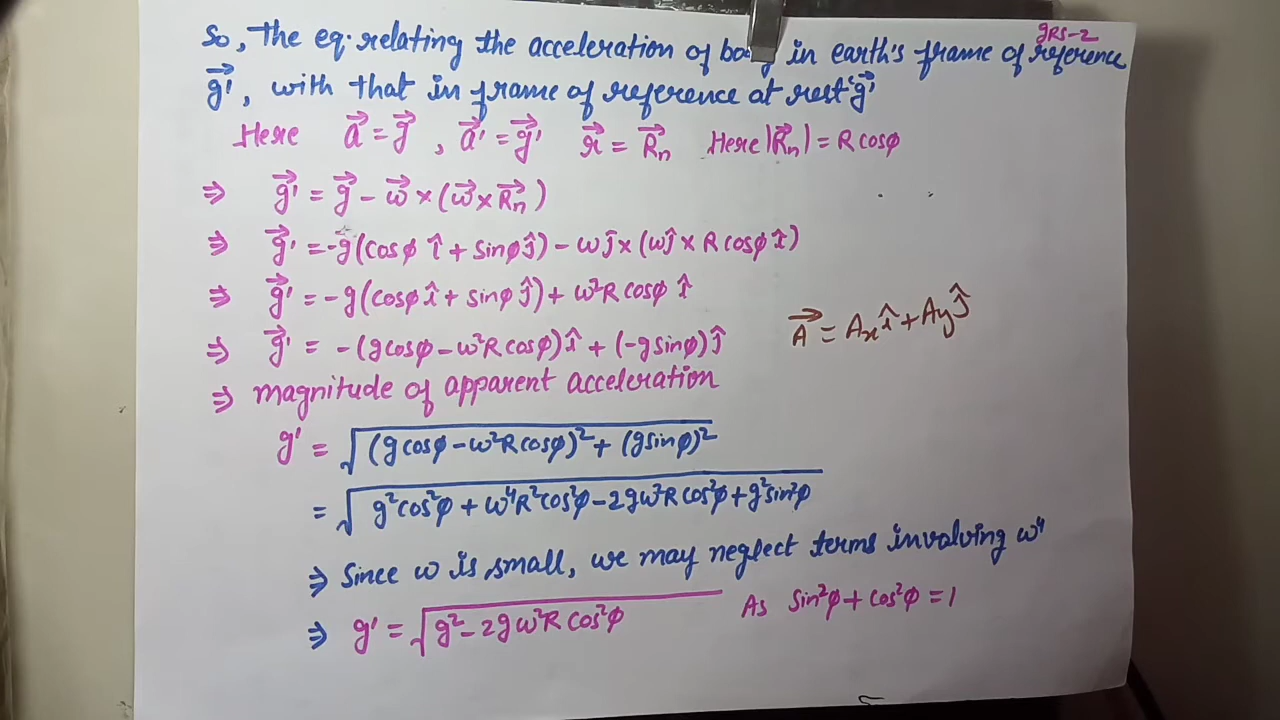 gRS-2
So, the eq. relating the acceleration of body in earth's frame of reference
g⃗', with that in frame of reference at rest 'g⃗'
Here a⃗ = g⃗ , a⃗' = g⃗' r⃗ = R⃗n Here |R⃗n| = R cosφ
⇒ g⃗' = g⃗ - ω⃗ × (ω⃗ × R⃗n)
⇒ g⃗' = -g(cosφ î + sinφ ĵ) - ωĵ × (ωĵ × R cosφ î)
⇒ g⃗' = -g(cosφ î + sinφ ĵ) + ω²R cosφ î
⇒ g⃗' = -(g cosφ - ω²R cosφ) î + (-g sinφ) ĵ
A⃗ = Ax î + Ay ĵ
⇒ magnitude of apparent acceleration
g' = √((g cosφ - ω²R cosφ)² + (g sinφ)²)
= √(g²cos²φ + ω⁴R²cos²φ - 2gω²R cos²φ + g²sin²φ)
⇒ Since ω is small, we may neglect terms involving ω⁴
⇒ g' = √(g² - 2gω²R cos²φ) As sin²φ + cos²φ = 1